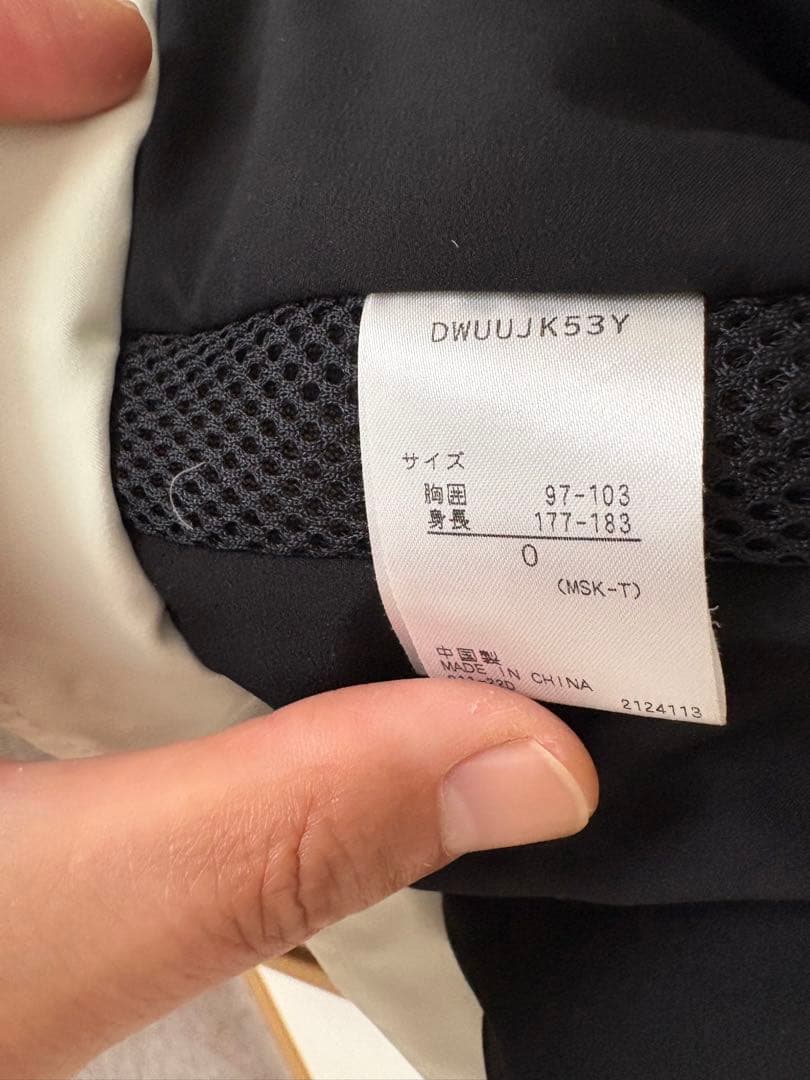 DWUUJK53Y
サイズ
胸囲 97-103
身長 177-183
O
(MSK-T)
中国製
MADE IN CHINA
2124113